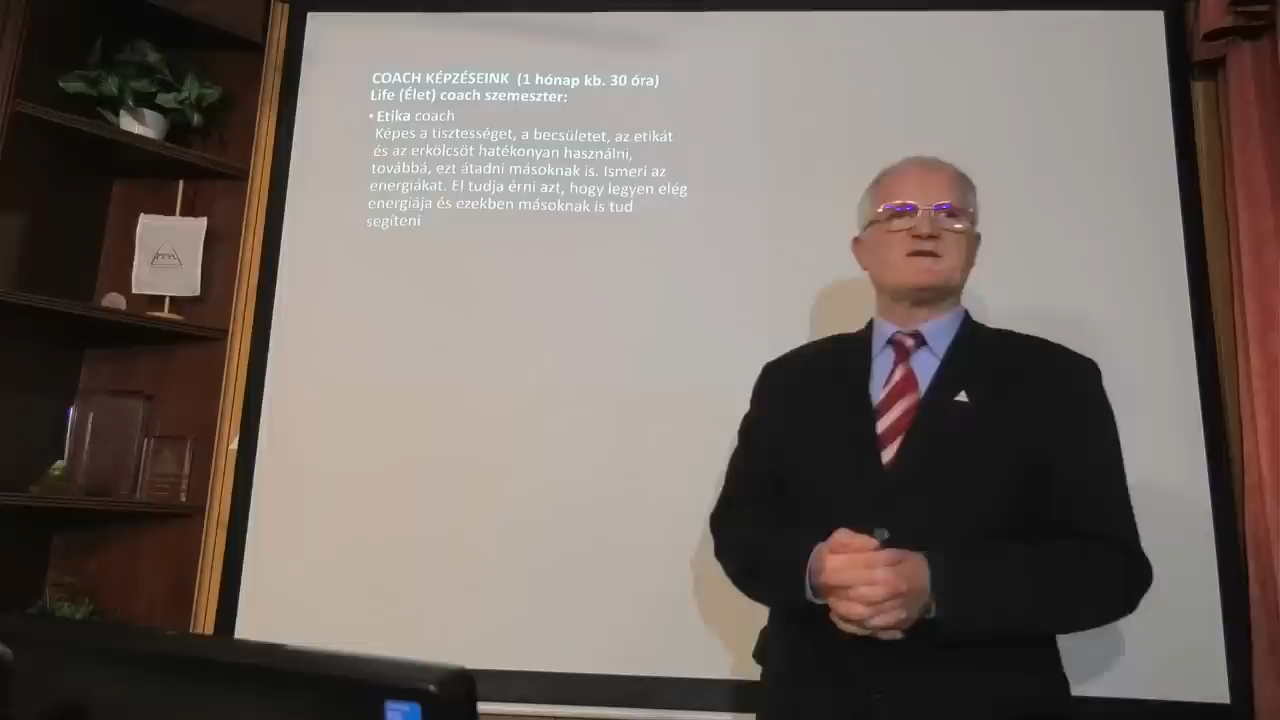 COACH KÉPZÉSEINK (1 hónap kb. 30 óra)
Life (Élet) coach szemeszter:
• Etika coach
Képes a tisztességet, a becsületet, az etikát
és az erkölcsöt hatékonyan használni,
továbbá, ezt átadni másoknak is. Ismeri az
energiákat. El tudja érni azt, hogy legyen elég
energiája és ezekben másoknak is tud
segíteni